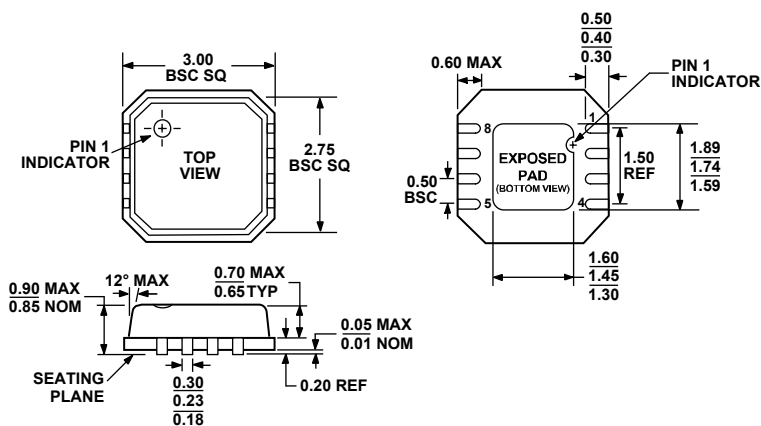 3.00
BSC SQ
PIN 1
INDICATOR
TOP
VIEW
2.75
BSC SQ
0.60 MAX
0.50
0.40
0.30
PIN 1
INDICATOR
8
1
EXPOSED
PAD
(BOTTOM VIEW)
5
4
0.50
BSC
1.50
REF
1.89
1.74
1.59
1.60
1.45
1.30
0.90 MAX
0.85 NOM
12° MAX
0.70 MAX
0.65 TYP
0.05 MAX
0.01 NOM
SEATING
PLANE
0.30
0.23
0.18
0.20 REF